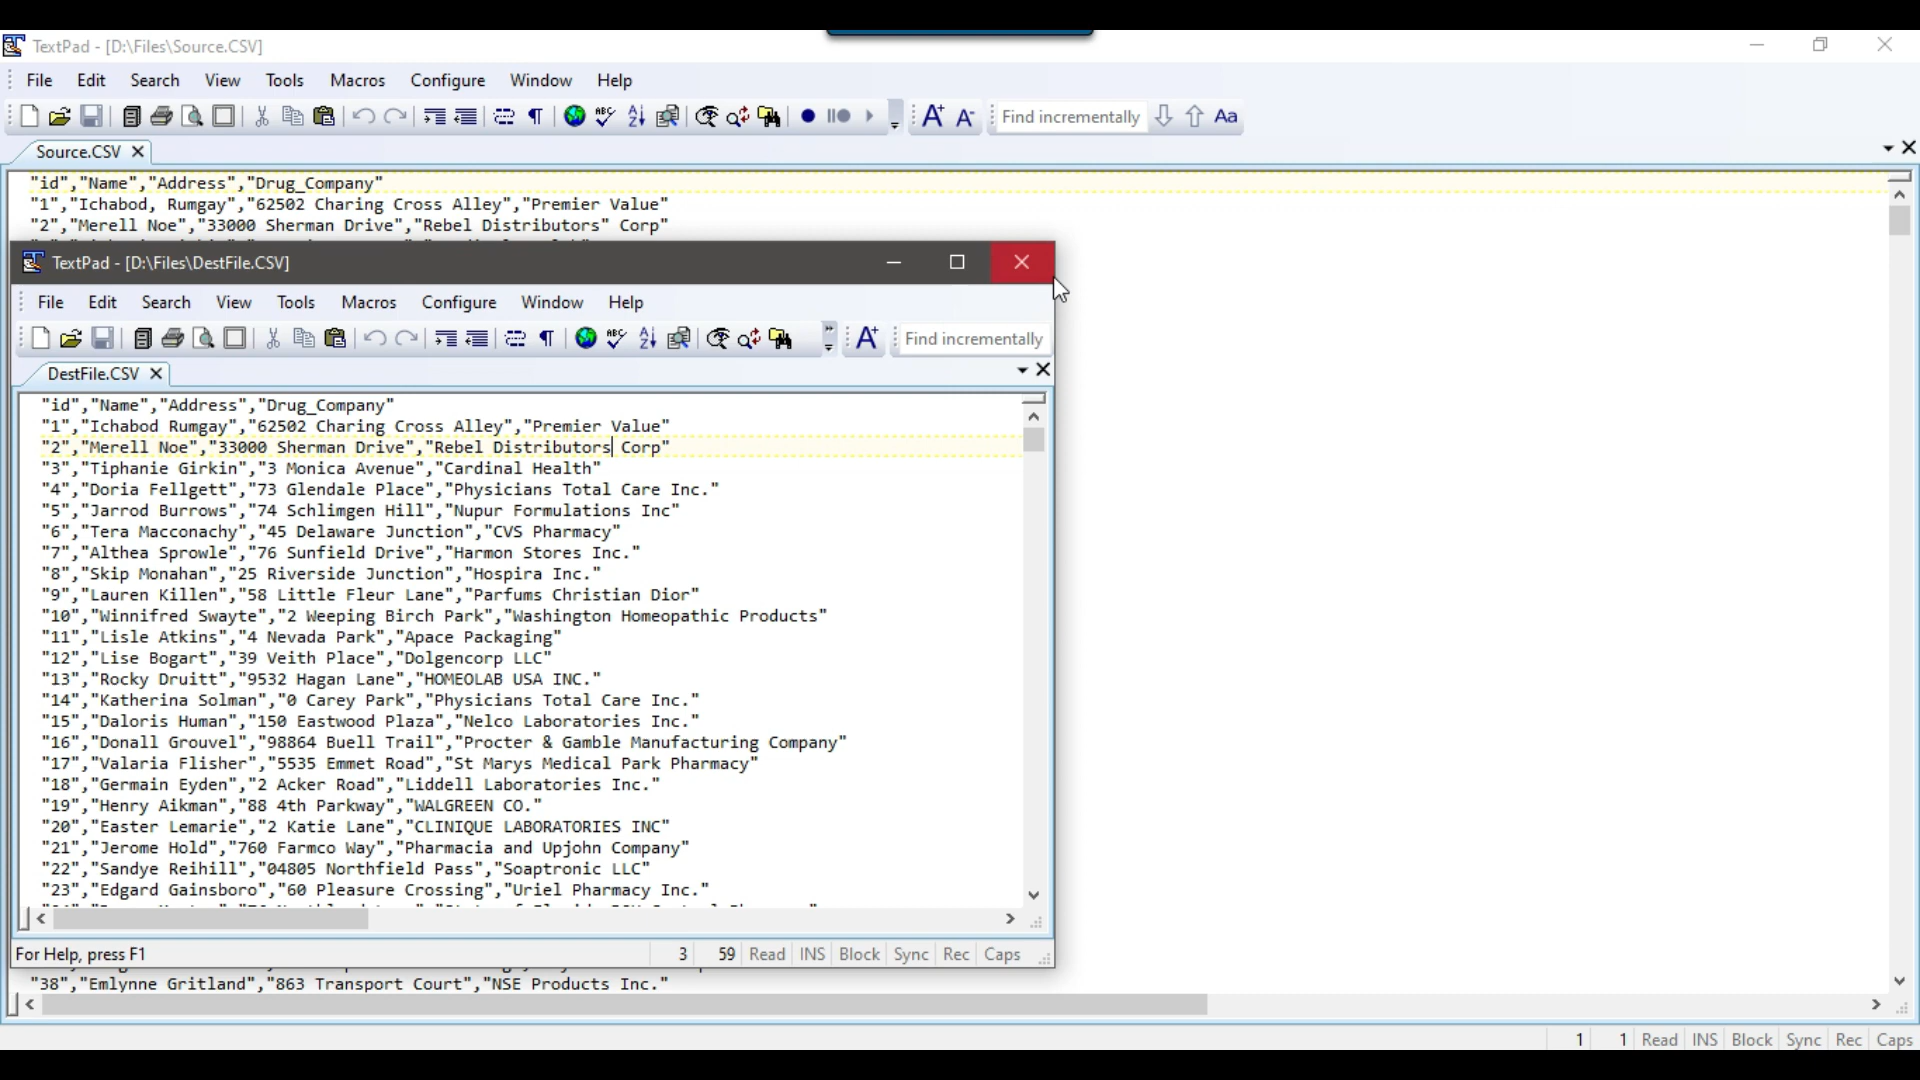 TextPad - [D:\Files\Source.CSV]
File Edit Search View Tools Macros Configure Window Help
Find incrementally Aa
Source.CSV
"id","Name","Address","Drug_Company"
"1","Ichabod, Rumgay","62502 Charing Cross Alley","Premier Value"
"2","Merell Noe","33000 Sherman Drive","Rebel Distributors" Corp"
TextPad - [D:\Files\DestFile.CSV]
File Edit Search View Tools Macros Configure Window Help
Find incrementally
DestFile.CSV
"id","Name","Address","Drug_Company"
"1","Ichabod Rumgay","62502 Charing Cross Alley","Premier Value"
"2","Merell Noe","33000 Sherman Drive","Rebel Distributors Corp"
"3","Tiphanie Girkin","3 Monica Avenue","Cardinal Health"
"4","Doria Fellgett","73 Glendale Place","Physicians Total Care Inc."
"5","Jarrod Burrows","74 Schlimgen Hill","Nupur Formulations Inc"
"6","Tera Macconachy","45 Delaware Junction","CVS Pharmacy"
"7","Althea Sprowle","76 Sunfield Drive","Harmon Stores Inc."
"8","Skip Monahan","25 Riverside Junction","Hospira Inc."
"9","Lauren Killen","58 Little Fleur Lane","Parfums Christian Dior"
"10","Winnifred Swayte","2 Weeping Birch Park","Washington Homeopathic Products"
"11","Lisle Atkins","4 Nevada Park","Apace Packaging"
"12","Lise Bogart","39 Veith Place","Dolgencorp LLC"
"13","Rocky Druitt","9532 Hagan Lane","HOMEOLAB USA INC."
"14","Katherina Solman","0 Carey Park","Physicians Total Care Inc."
"15","Daloris Human","150 Eastwood Plaza","Nelco Laboratories Inc."
"16","Donall Grouvel","98864 Buell Trail","Procter & Gamble Manufacturing Company"
"17","Valaria Flisher","5535 Emmet Road","St Marys Medical Park Pharmacy"
"18","Germain Eyden","2 Acker Road","Liddell Laboratories Inc."
"19","Henry Aikman","88 4th Parkway","WALGREEN CO."
"20","Easter Lemarie","2 Katie Lane","CLINIQUE LABORATORIES INC"
"21","Jerome Hold","760 Farmco Way","Pharmacia and Upjohn Company"
"22","Sandye Reihill","04805 Northfield Pass","Soaptronic LLC"
"23","Edgard Gainsboro","60 Pleasure Crossing","Uriel Pharmacy Inc."
For Help, press F1 3 59 Read INS Block Sync Rec Caps
"38","Emlynne Gritland","863 Transport Court","NSE Products Inc."
1 1 Read INS Block Sync Rec Caps